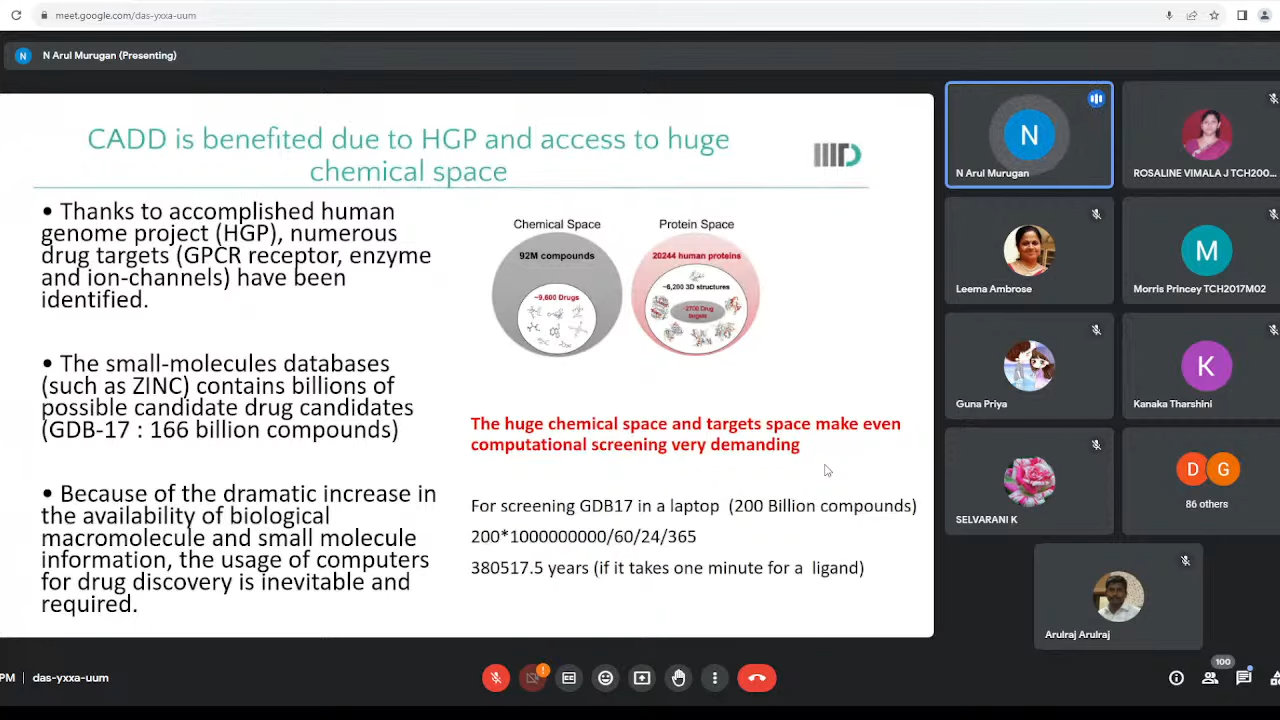 meet.google.com/das-yxxa-uum
N
N Arul Murugan (Presenting)
CADD is benefited due to HGP and access to huge
chemical space
• Thanks to accomplished human
genome project (HGP), numerous
drug targets (GPCR receptor, enzyme
and ion-channels) have been
identified.
• The small-molecules databases
(such as ZINC) contains billions of
possible candidate drug candidates
(GDB-17 : 166 billion compounds)
• Because of the dramatic increase in
the availability of biological
macromolecule and small molecule
information, the usage of computers
for drug discovery is inevitable and
required.
Chemical Space
92M compounds
~9,600 Drugs
Protein Space
20244 human proteins
~6,200 3D structures
~2700 Drug
targets
The huge chemical space and targets space make even
computational screening very demanding
For screening GDB17 in a laptop (200 Billion compounds)
200*1000000000/60/24/365
380517.5 years (if it takes one minute for a ligand)
N
N Arul Murugan
ROSALINE VIMALA J TCH200...
Leema Ambrose
M
Morris Princey TCH2017M02
Guna Priya
K
Kanaka Tharshini
SELVARANI K
D G
86 others
Arulraj Arulraj
PM | das-yxxa-uum
100